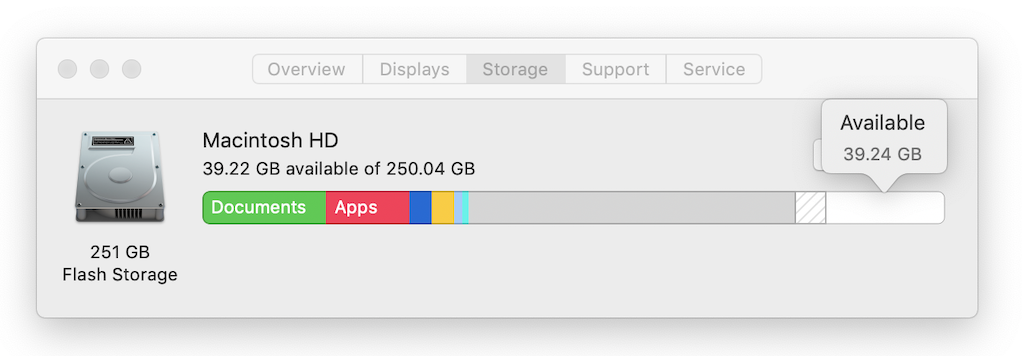 Overview
Displays
Storage
Support
Service
Available
39.24 GB
Macintosh HD
39.22 GB available of 250.04 GB
Documents
Apps
251 GB
Flash Storage